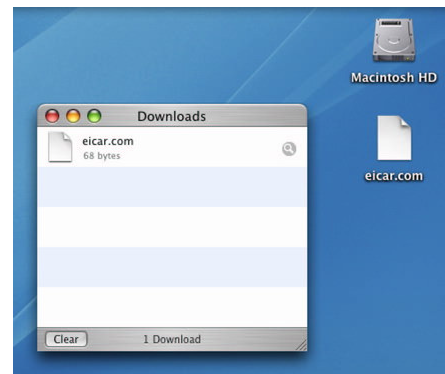 Macintosh HD
Downloads
eicar.com
68 bytes
eicar.com
Clear
1 Download